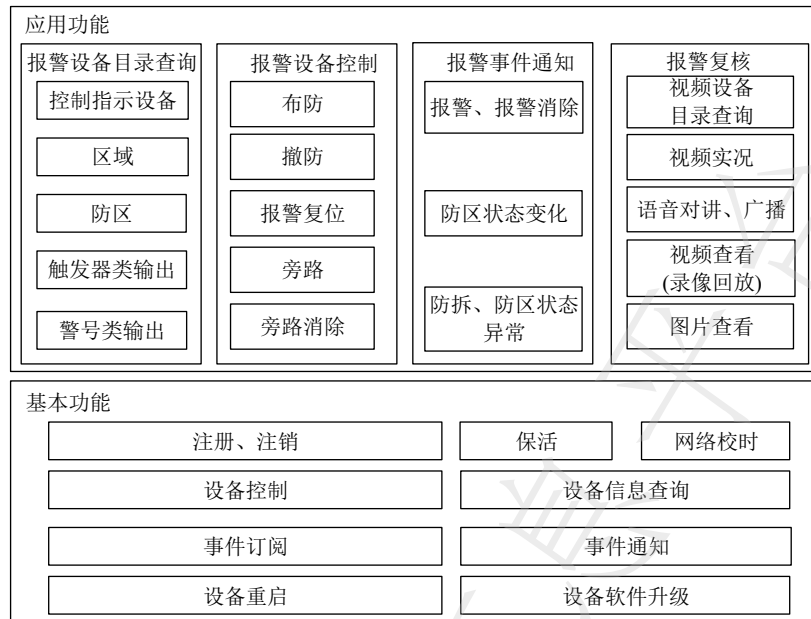 应用功能
报警设备目录查询
控制指示设备
区域
防区
触发器类输出
警号类输出
报警设备控制
布防
撤防
报警复位
旁路
旁路消除
报警事件通知
报警、报警消除
防区状态变化
防拆、防区状态
异常
报警复核
视频设备
目录查询
视频实况
语音对讲、广播
视频查看
(录像回放)
图片查看
基本功能
注册、注销
保活
网络校时
设备控制
设备信息查询
事件订阅
事件通知
设备重启
设备软件升级